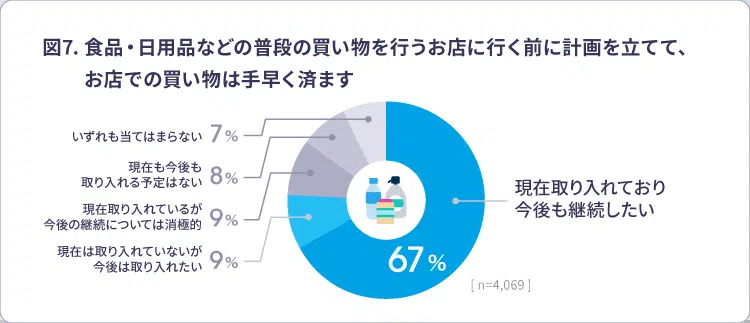 図7. 食品・日用品などの普段の買い物を行うお店に行く前に計画を立てて、
お店での買い物は手早く済ます
いずれも当てはまらない 7%
現在も今後も
取り入れる予定はない 8%
現在取り入れているが
今後の継続については消極的 9%
現在は取り入れていないが
今後は取り入れたい 9%
現在取り入れており
今後も継続したい
67%
[ n=4,069 ]